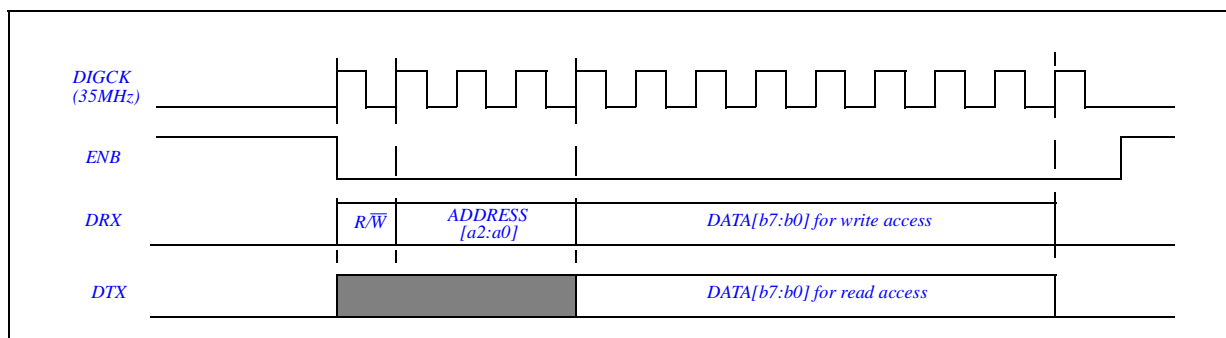 DIGCK
(35MHz)
ENB
DRX
R/W̅
ADDRESS
[a2:a0]
DATA[b7:b0] for write access
DTX
DATA[b7:b0] for read access